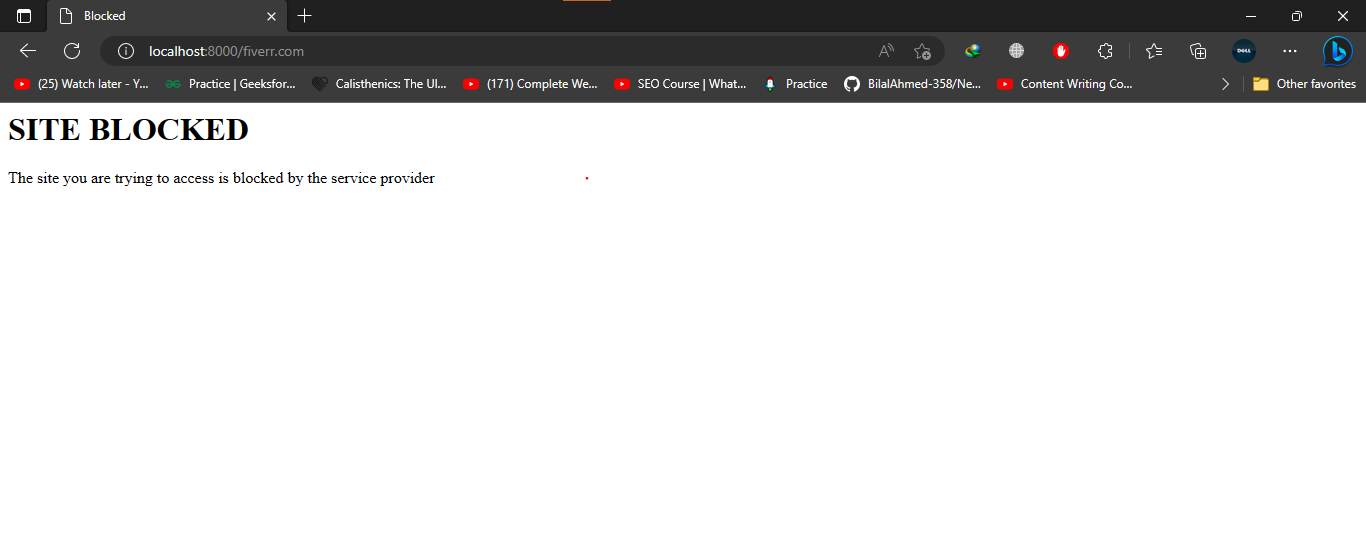 Blocked
localhost:8000/fiverr.com
(25) Watch later - Y...
Practice | Geeksfor...
Calisthenics: The Ul...
(171) Complete We...
SEO Course | What...
Practice
BilalAhmed-358/Ne...
Content Writing Co...
Other favorites
SITE BLOCKED
The site you are trying to access is blocked by the service provider